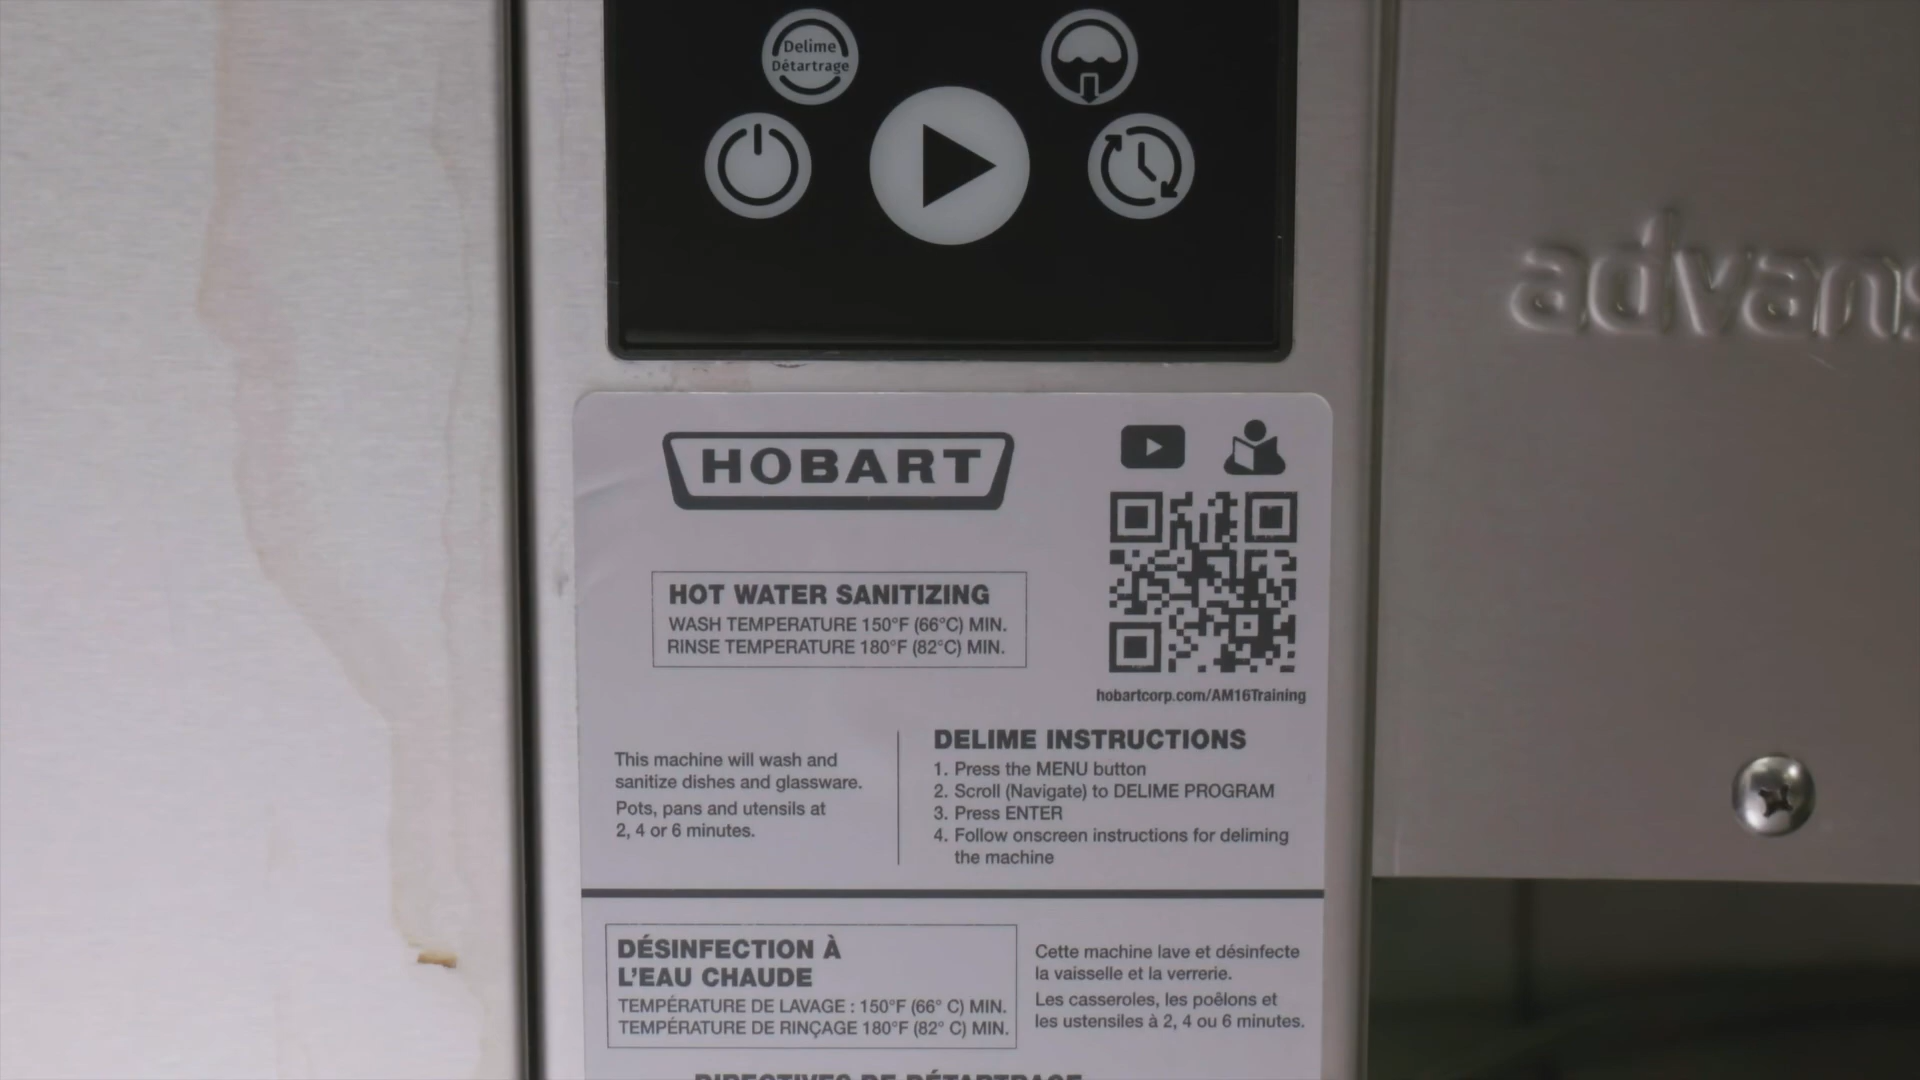 Delime
Détartrage
advans
HOBART
HOT WATER SANITIZING
WASH TEMPERATURE 150°F (66°C) MIN.
RINSE TEMPERATURE 180°F (82°C) MIN.
hobartcorp.com/AM16Training
This machine will wash and
sanitize dishes and glassware.
Pots, pans and utensils at
2, 4 or 6 minutes.
DELIME INSTRUCTIONS
1. Press the MENU button
2. Scroll (Navigate) to DELIME PROGRAM
3. Press ENTER
4. Follow onscreen instructions for deliming
the machine
DÉSINFECTION À
L'EAU CHAUDE
TEMPÉRATURE DE LAVAGE : 150°F (66° C) MIN.
TEMPÉRATURE DE RINÇAGE 180°F (82° C) MIN.
Cette machine lave et désinfecte
la vaisselle et la verrerie.
Les casseroles, les poêlons et
les ustensiles à 2, 4 ou 6 minutes.
DIRECTIVES DE DÉTARTRAGE